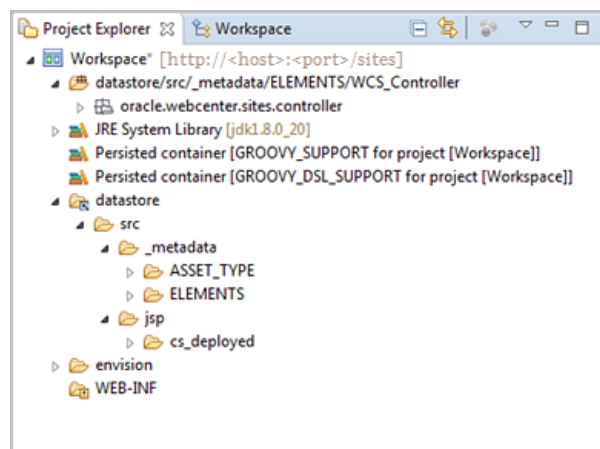 Project Explorer Workspace
Workspace* [http://<host>:<port>/sites]
datastore/src/_metadata/ELEMENTS/WCS_Controller
oracle.webcenter.sites.controller
JRE System Library [jdk1.8.0_20]
Persisted container [GROOVY_SUPPORT for project [Workspace]]
Persisted container [GROOVY_DSL_SUPPORT for project [Workspace]]
datastore
src
_metadata
ASSET_TYPE
ELEMENTS
jsp
cs_deployed
envision
WEB-INF